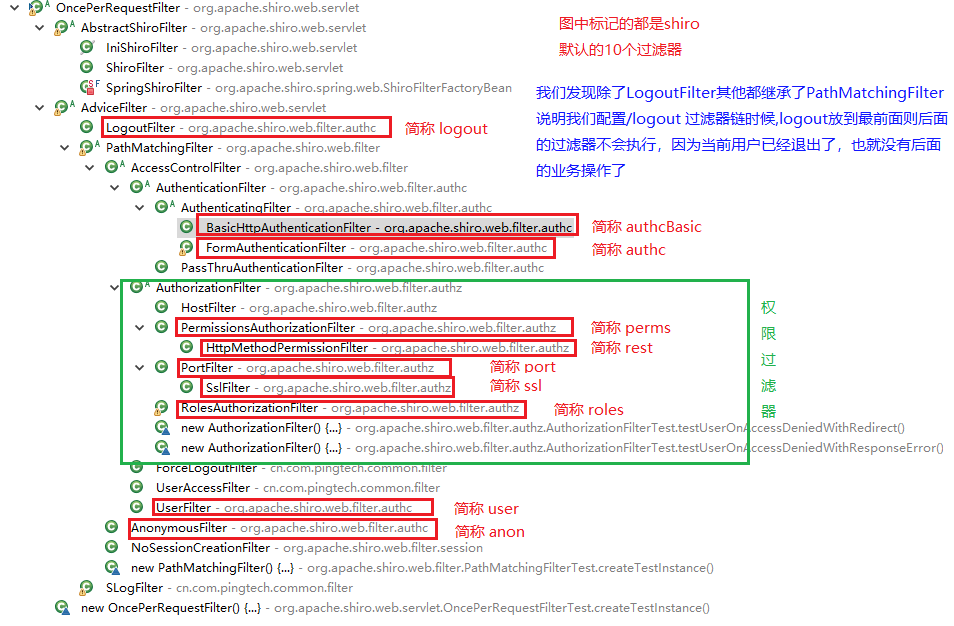 OncePerRequestFilter - org.apache.shiro.web.servlet
图中标记的都是shiro
AbstractShiroFilter - org.apache.shiro.web.servlet
IniShiroFilter - org.apache.shiro.web.servlet
默认的10个过滤器
ShiroFilter - org.apache.shiro.web.servlet
SpringShiroFilter - org.apache.shiro.spring.web.ShiroFilterFactoryBean
我们发现除了LogoutFilter其他都继承了PathMatchingFilter
AdviceFilter - org.apache.shiro.web.servlet
说明我们配置/logout 过滤器链时候,logout放到最前面则后面
LogoutFilter - org.apache.shiro.web.filter.authc
简称 logout
的过滤器不会执行，因为当前用户已经退出了，也就没有后面
PathMatchingFilter - org.apache.shiro.web.filter
的业务操作了
AccessControlFilter - org.apache.shiro.web.filter
AuthenticationFilter - org.apache.shiro.web.filter.authc
AuthenticatingFilter - org.apache.shiro.web.filter.authc
BasicHttpAuthenticationFilter - org.apache.shiro.web.filter.authc
简称 authcBasic
FormAuthenticationFilter - org.apache.shiro.web.filter.authc
简称 authc
PassThruAuthenticationFilter - org.apache.shiro.web.filter.authc
AuthorizationFilter - org.apache.shiro.web.filter.authz
HostFilter - org.apache.shiro.web.filter.authz
权
PermissionsAuthorizationFilter - org.apache.shiro.web.filter.authz
简称 perms
限
HttpMethodPermissionFilter - org.apache.shiro.web.filter.authz
简称 rest
过
PortFilter - org.apache.shiro.web.filter.authz
简称 port
滤
SslFilter - org.apache.shiro.web.filter.authz
简称 ssl
器
RolesAuthorizationFilter - org.apache.shiro.web.filter.authz
简称 roles
new AuthorizationFilter() {...} - org.apache.shiro.web.filter.authz.AuthorizationFilterTest.testUserOnAccessDeniedWithRedirect()
new AuthorizationFilter() {...} - org.apache.shiro.web.filter.authz.AuthorizationFilterTest.testUserOnAccessDeniedWithResponseError()
ForceLogoutFilter - cn.com.pingtech.common.filter
UserAccessFilter - cn.com.pingtech.common.filter
UserFilter - org.apache.shiro.web.filter.authc
简称 user
AnonymousFilter - org.apache.shiro.web.filter.authc
简称 anon
NoSessionCreationFilter - org.apache.shiro.web.filter.session
new PathMatchingFilter() {...} - org.apache.shiro.web.filter.PathMatchingFilterTest.createTestInstance()
SLogFilter - cn.com.pingtech.common.filter
new OncePerRequestFilter() {...} - org.apache.shiro.web.servlet.OncePerRequestFilterTest.createTestInstance()